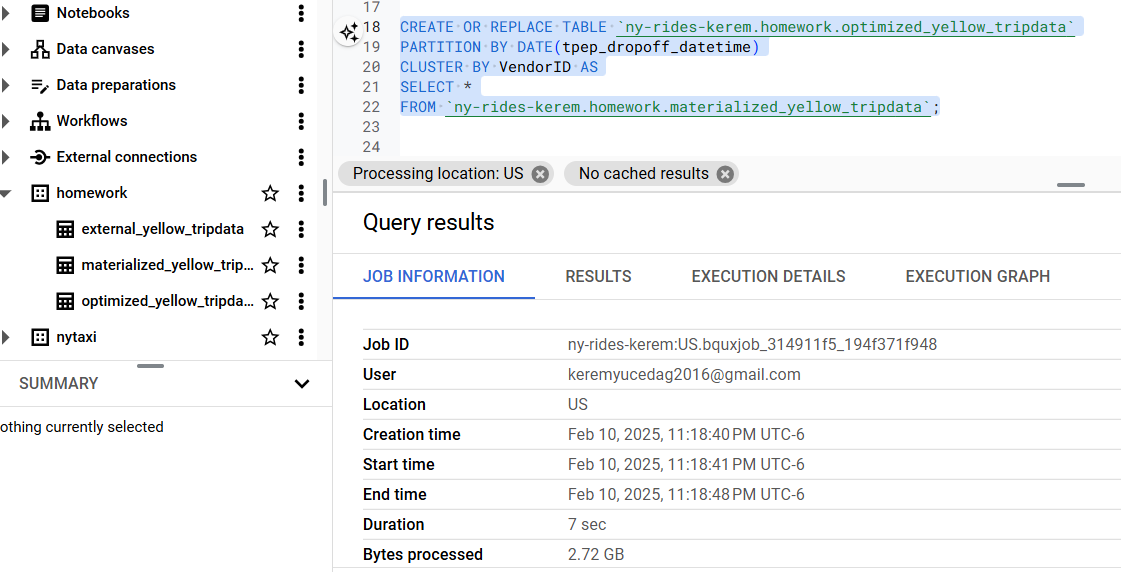 Notebooks
Data canvases
Data preparations
Workflows
External connections
homework
external_yellow_tripdata
materialized_yellow_trip...
optimized_yellow_tripda...
nytaxi
SUMMARY
othing currently selected
17
18 CREATE OR REPLACE TABLE `ny-rides-kerem.homework.optimized_yellow_tripdata`
19 PARTITION BY DATE(tpep_dropoff_datetime)
20 CLUSTER BY VendorID AS
21 SELECT *
22 FROM `ny-rides-kerem.homework.materialized_yellow_tripdata`;
23
24
Processing location: US No cached results
Query results
JOB INFORMATION RESULTS EXECUTION DETAILS EXECUTION GRAPH
Job ID ny-rides-kerem:US.bquxjob_314911f5_194f371f948
User keremyucedag2016@gmail.com
Location US
Creation time Feb 10, 2025, 11:18:40 PM UTC-6
Start time Feb 10, 2025, 11:18:41 PM UTC-6
End time Feb 10, 2025, 11:18:48 PM UTC-6
Duration 7 sec
Bytes processed 2.72 GB